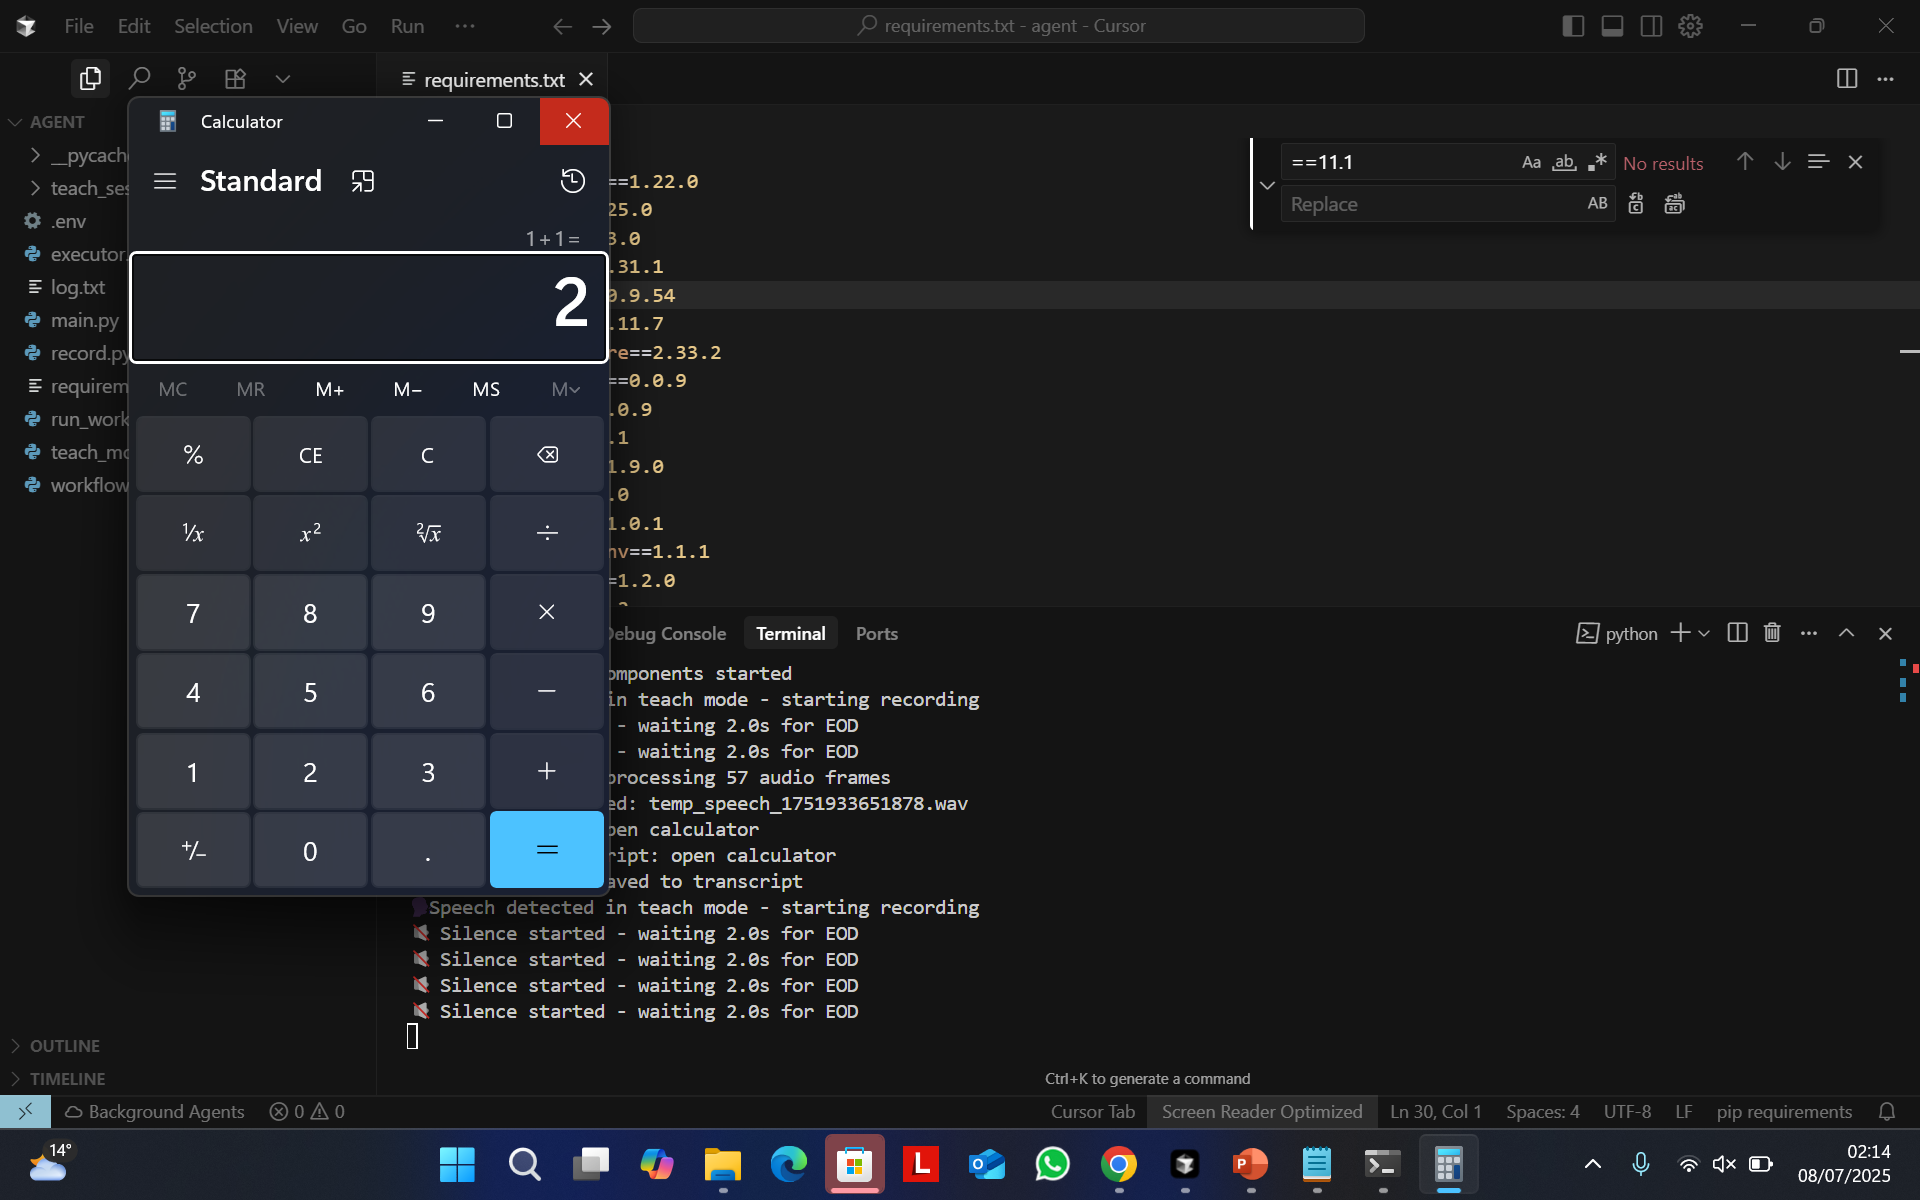 File Edit Selection View Go Run ···
requirements.txt - agent - Cursor
requirements.txt
AGENT
__pycach
teach_ses
.env
executor.
log.txt
main.py
record.py
requirem
run_work
teach_mo
workflow
OUTLINE
TIMELINE
Calculator
Standard
1 + 1 =
2
MC MR M+ M− MS M
% CE C
¹⁄x x² ²√x ÷
7 8 9 ×
4 5 6 −
1 2 3 +
+/− 0 . =
==1.22.0
25.0
3.0
.31.1
0.9.54
.11.7
re==2.33.2
==0.0.9
.0.9
.1
1.9.0
.0
1.0.1
nv==1.1.1
=1.2.0
==11.1 Aa ab .* No results
Replace AB
Debug Console Terminal Ports
python
omponents started
in teach mode - starting recording
- waiting 2.0s for EOD
- waiting 2.0s for EOD
processing 57 audio frames
ed: temp_speech_1751933651878.wav
pen calculator
ript: open calculator
aved to transcript
Speech detected in teach mode - starting recording
Silence started - waiting 2.0s for EOD
Silence started - waiting 2.0s for EOD
Silence started - waiting 2.0s for EOD
Silence started - waiting 2.0s for EOD
Ctrl+K to generate a command
Background Agents 0 0
Cursor Tab Screen Reader Optimized Ln 30, Col 1 Spaces: 4 UTF-8 LF pip requirements
14°
L
02:14
08/07/2025